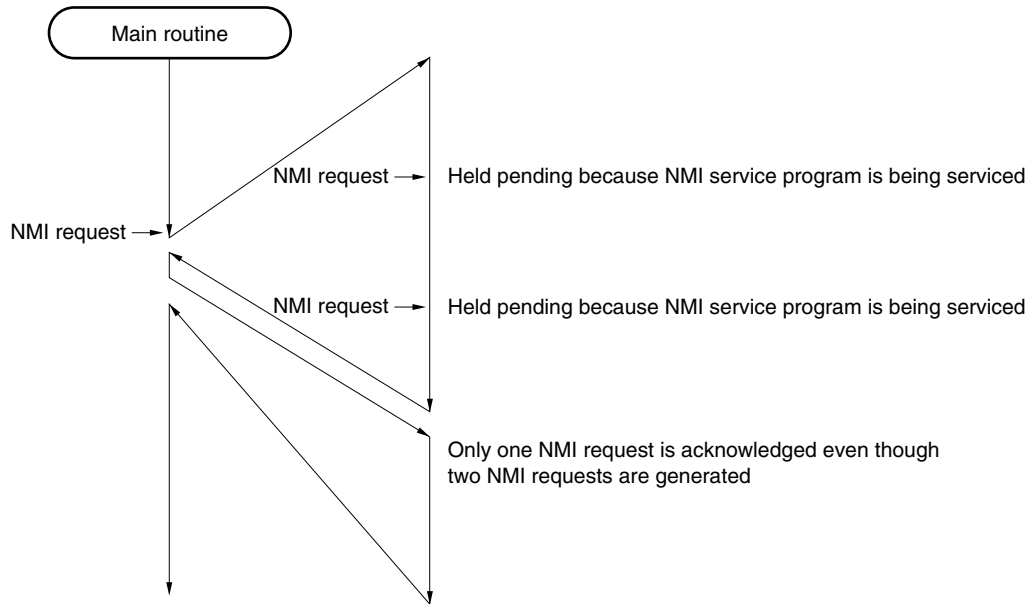 Main routine
NMI request
Held pending because NMI service program is being serviced
NMI request
NMI request
Held pending because NMI service program is being serviced
Only one NMI request is acknowledged even though
two NMI requests are generated